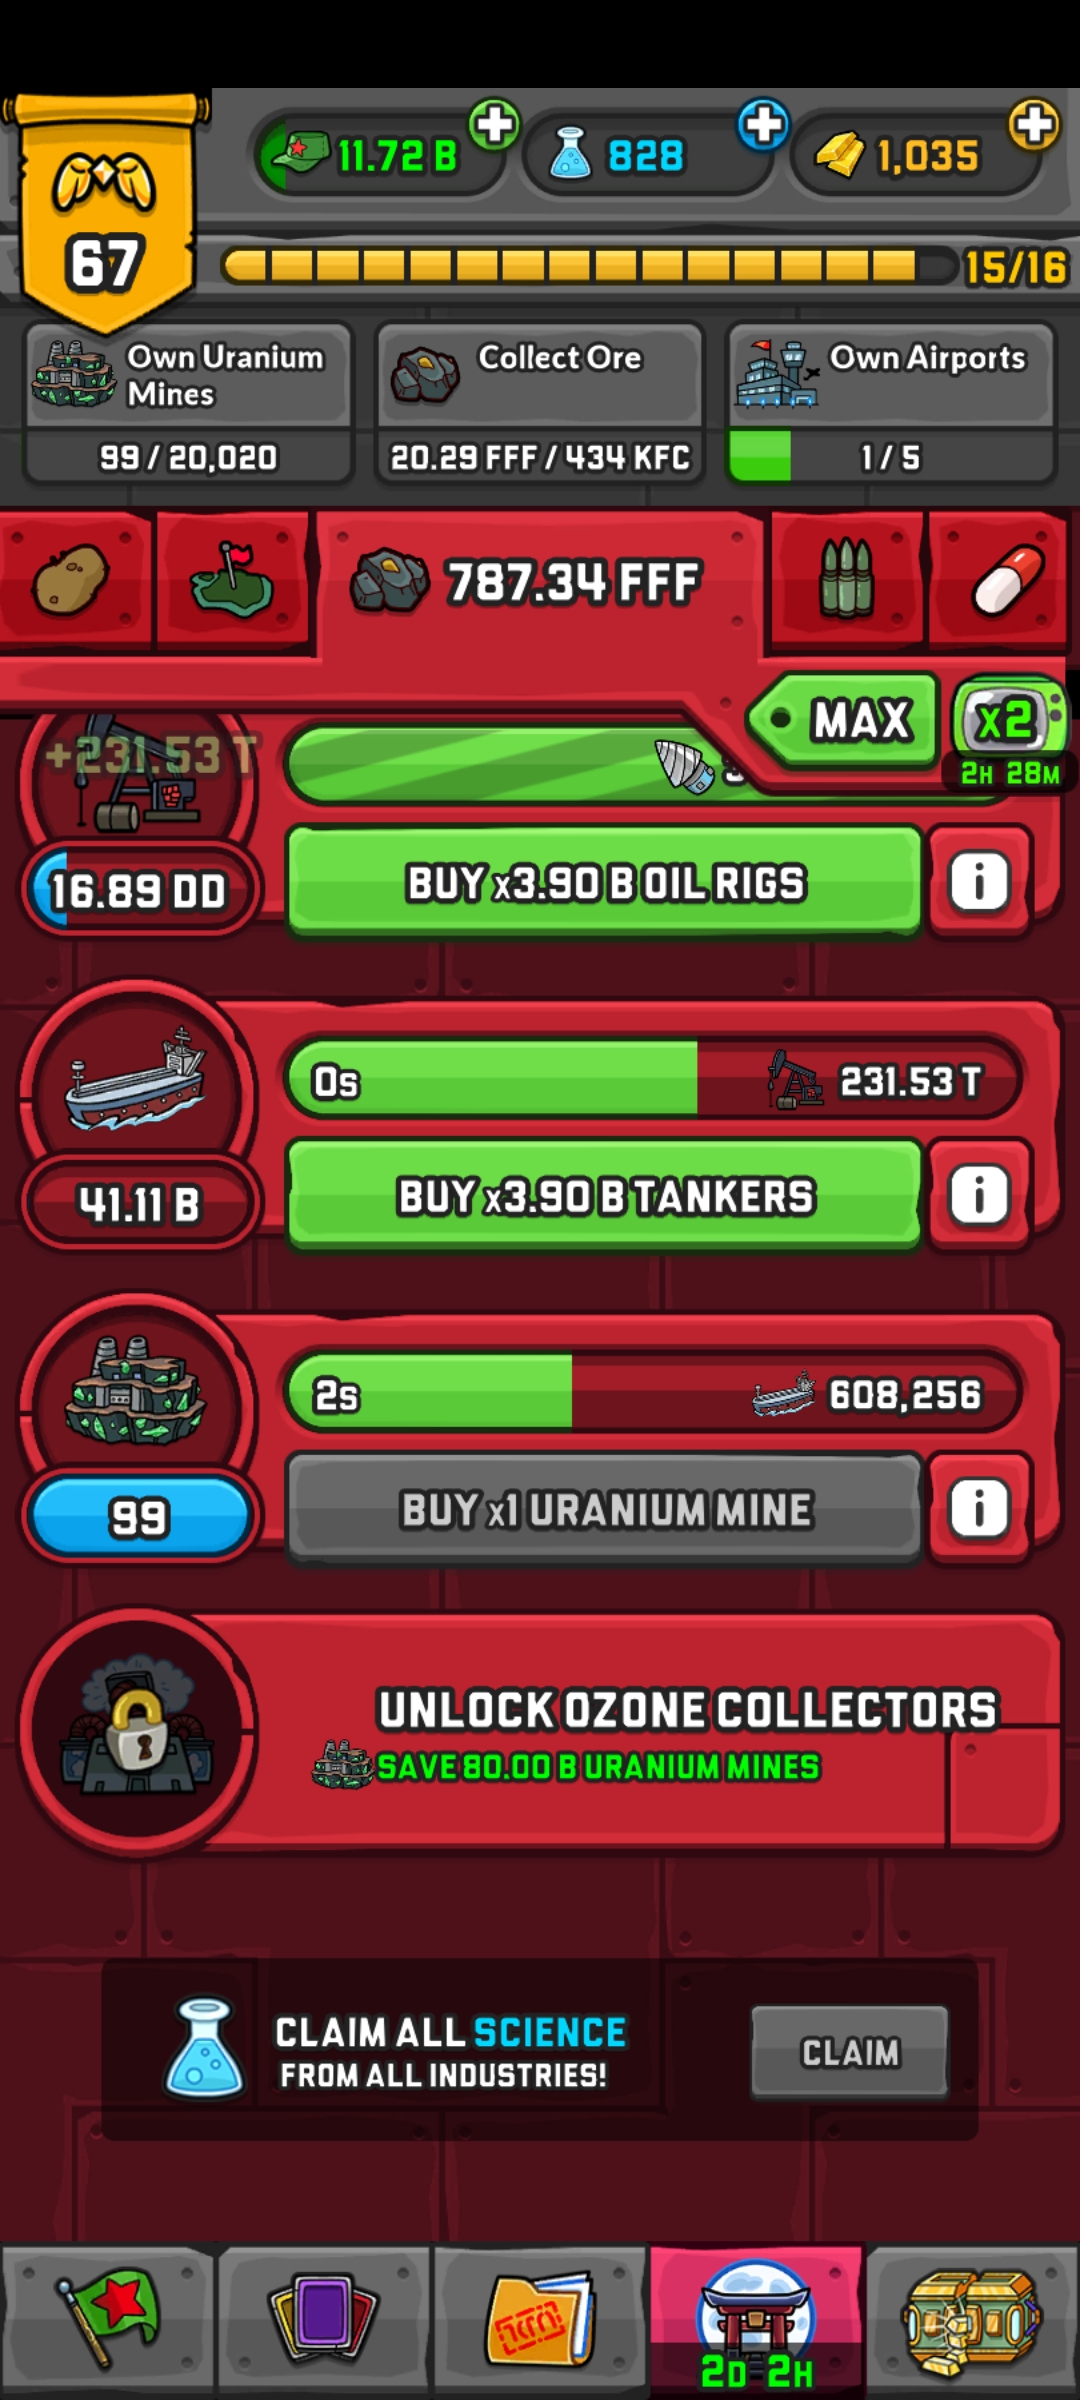 11.72 B
828
1,035
67
15/16
Own Uranium
Mines
99 / 20,020
Collect Ore
20.29 FFF / 434 KFC
Own Airports
1 / 5
787.34 FFF
MAX
x2
2H 28M
+231.53 T
16.89 DD
BUY x3.90 B OIL RIGS
i
0s
231.53 T
41.11 B
BUY x3.90 B TANKERS
i
2s
608,256
99
BUY x1 URANIUM MINE
i
UNLOCK OZONE COLLECTORS
SAVE 80.00 B URANIUM MINES
CLAIM ALL SCIENCE
FROM ALL INDUSTRIES!
CLAIM
2D 2H